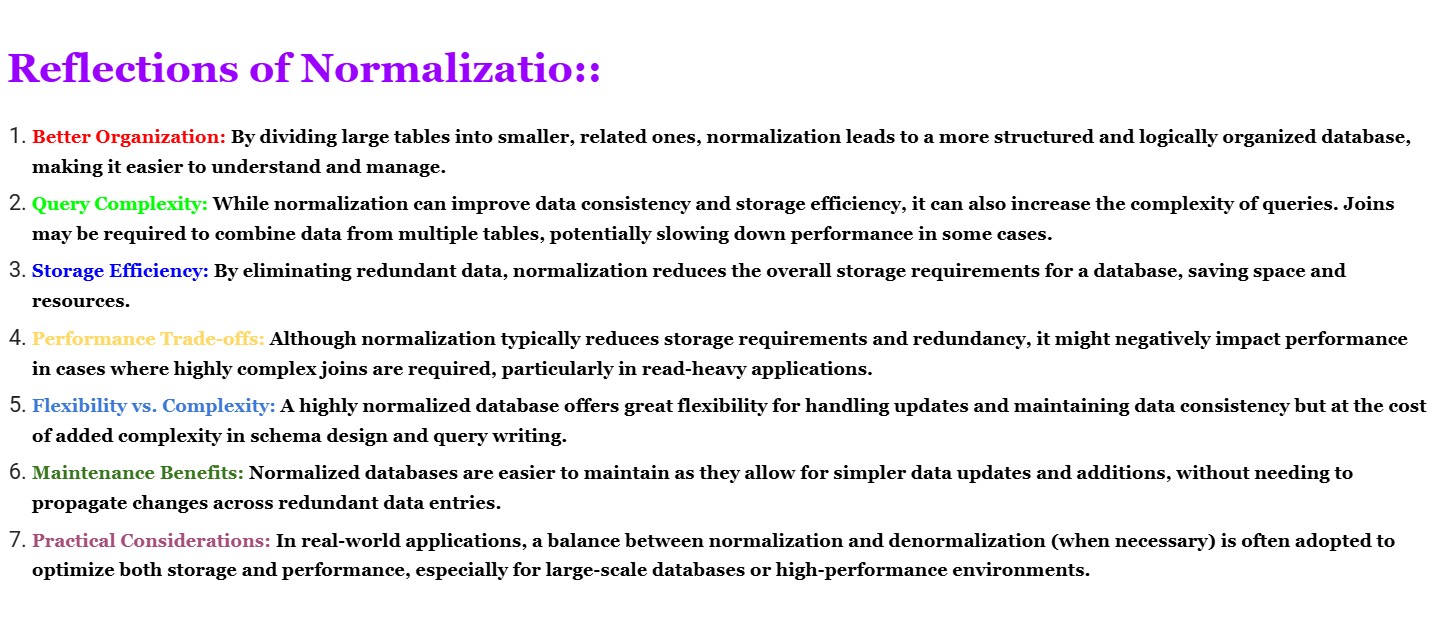 Reflections of Normalizatio::
1. Better Organization: By dividing large tables into smaller, related ones, normalization leads to a more structured and logically organized database,
making it easier to understand and manage.
2. Query Complexity: While normalization can improve data consistency and storage efficiency, it can also increase the complexity of queries. Joins
may be required to combine data from multiple tables, potentially slowing down performance in some cases.
3. Storage Efficiency: By eliminating redundant data, normalization reduces the overall storage requirements for a database, saving space and
resources.
4. Performance Trade-offs: Although normalization typically reduces storage requirements and redundancy, it might negatively impact performance
in cases where highly complex joins are required, particularly in read-heavy applications.
5. Flexibility vs. Complexity: A highly normalized database offers great flexibility for handling updates and maintaining data consistency but at the cost
of added complexity in schema design and query writing.
6. Maintenance Benefits: Normalized databases are easier to maintain as they allow for simpler data updates and additions, without needing to
propagate changes across redundant data entries.
7. Practical Considerations: In real-world applications, a balance between normalization and denormalization (when necessary) is often adopted to
optimize both storage and performance, especially for large-scale databases or high-performance environments.